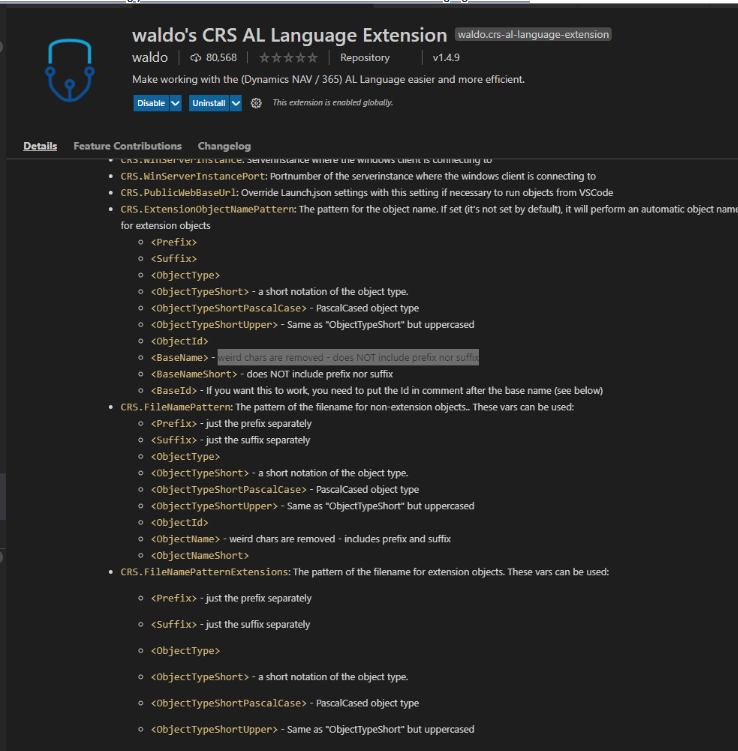 waldo's CRS AL Language Extension waldo.crs-al-language-extension
waldo 80,568 Repository v1.4.9
Make working with the (Dynamics NAV / 365) AL Language easier and more efficient.
Disable Uninstall This extension is enabled globally.
Details Feature Contributions Changelog
CRS.WinServerInstance: Serverinstance where the windows client is connecting to
CRS.WinServerInstancePort: Portnumber of the serverinstance where the windows client is connecting to
CRS.PublicWebBaseUrl: Override Launch.json settings with this setting if necessary to run objects from VSCode
CRS.ExtensionObjectNamePattern: The pattern for the object name. If set (it's not set by default), it will perform an automatic object name
for extension objects
<Prefix>
<Suffix>
<ObjectType>
<ObjectTypeShort> - a short notation of the object type.
<ObjectTypeShortPascalCase> - PascalCased object type
<ObjectTypeShortUpper> - Same as "ObjectTypeShort" but uppercased
<ObjectId>
<BaseName> - weird chars are removed - does NOT include prefix nor suffix
<BaseNameShort> - does NOT include prefix nor suffix
<BaseId> - If you want this to work, you need to put the Id in comment after the base name (see below)
CRS.FileNamePattern: The pattern of the filename for non-extension objects.. These vars can be used:
<Prefix> - just the prefix separately
<Suffix> - just the suffix separately
<ObjectType>
<ObjectTypeShort> - a short notation of the object type.
<ObjectTypeShortPascalCase> - PascalCased object type
<ObjectTypeShortUpper> - Same as "ObjectTypeShort" but uppercased
<ObjectId>
<ObjectName> - weird chars are removed - includes prefix and suffix
<ObjectNameShort>
CRS.FileNamePatternExtensions: The pattern of the filename for extension objects. These vars can be used:
<Prefix> - just the prefix separately
<Suffix> - just the suffix separately
<ObjectType>
<ObjectTypeShort> - a short notation of the object type.
<ObjectTypeShortPascalCase> - PascalCased object type
<ObjectTypeShortUpper> - Same as "ObjectTypeShort" but uppercased